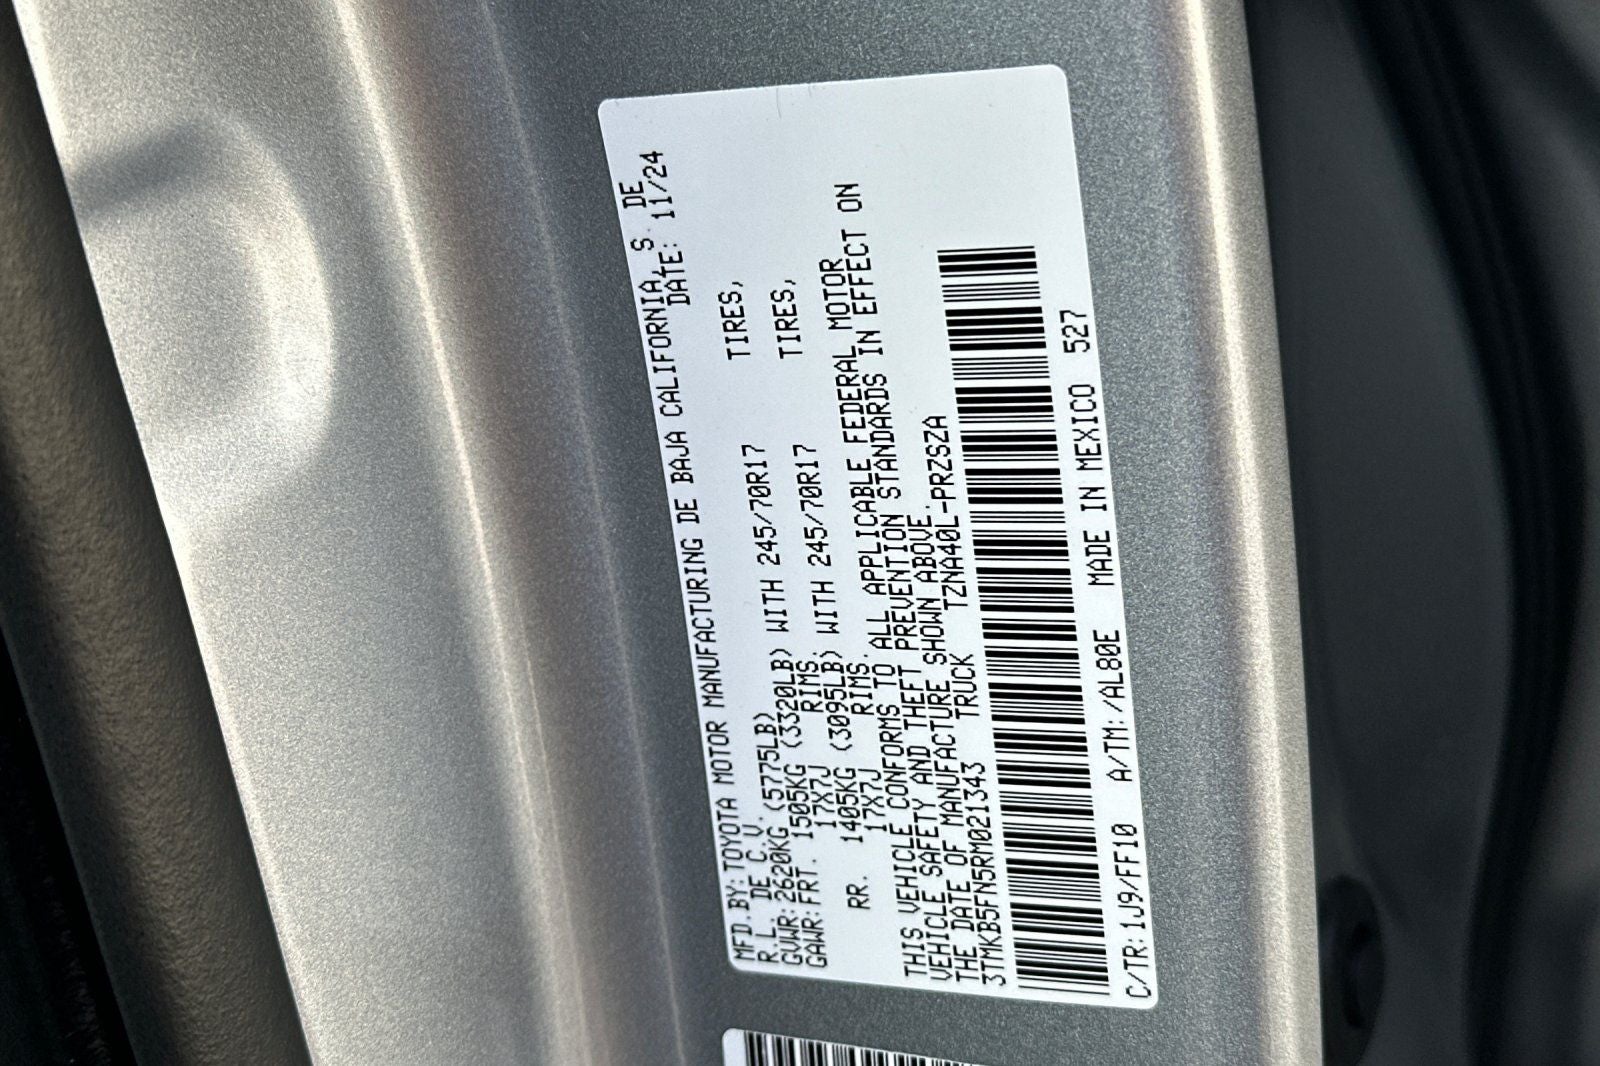 MFD.BY: TOYOTA MOTOR MANUFACTURING DE BAJA CALIFORNIA, S DE
R.L. DE C.V. DATE: 11/24
GVWR: 2620KG (5775LB)
GAWR: FRT. 1505KG (3320LB) WITH 245/70R17 TIRES,
17X7J RIMS.
RR. 1405KG (3095LB) WITH 245/70R17 TIRES,
17X7J RIMS.
THIS VEHICLE CONFORMS TO ALL APPLICABLE FEDERAL MOTOR
VEHICLE SAFETY AND THEFT PREVENTION STANDARDS IN EFFECT ON
THE DATE OF MANUFACTURE SHOWN ABOVE.
3TMKB5FN5RM021343 TRUCK TZNA40L-PRZSZA
C/TR: 1J9/FF10 A/TM: /AL80E MADE IN MEXICO 527